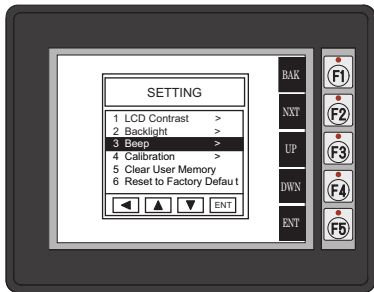 SETTING
1 LCD Contrast >
2 Backlight >
3 Beep >
4 Calibration >
5 Clear User Memory
6 Reset to Factory Defau t
ENT
BAK
NXT
UP
DWN
ENT
F1
F2
F3
F4
F5